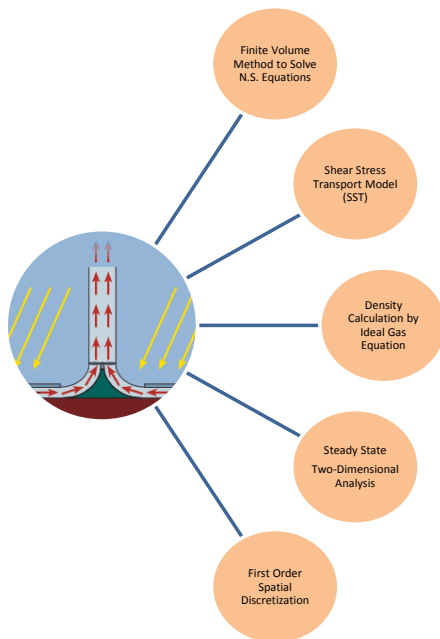 Finite Volume
Method to Solve
N.S. Equations
Shear Stress
Transport Model
(SST)
Density
Calculation by
Ideal Gas
Equation
Steady State
Two-Dimensional
Analysis
First Order
Spatial
Discretization